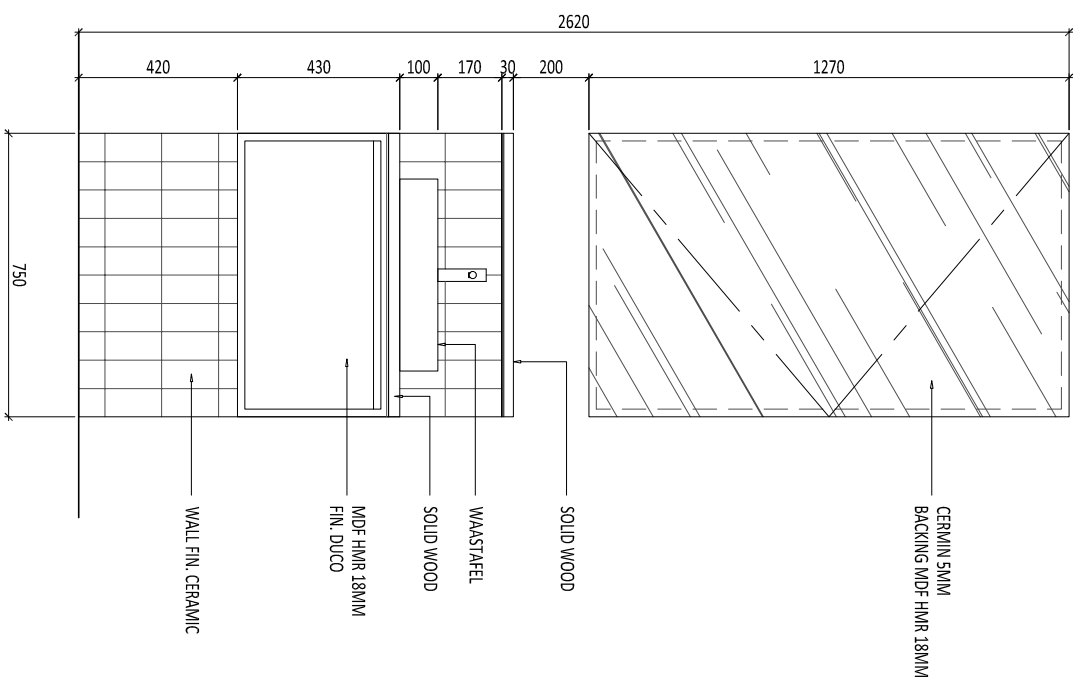 2620
420
430
100
170
30
200
1270
750
CERMIN 5MM
BACKING MDF HMR 18MM
SOLID WOOD
WAASTAFEL
SOLID WOOD
MDF HMR 18MM
FIN. DUCO
WALL FIN. CERAMIC